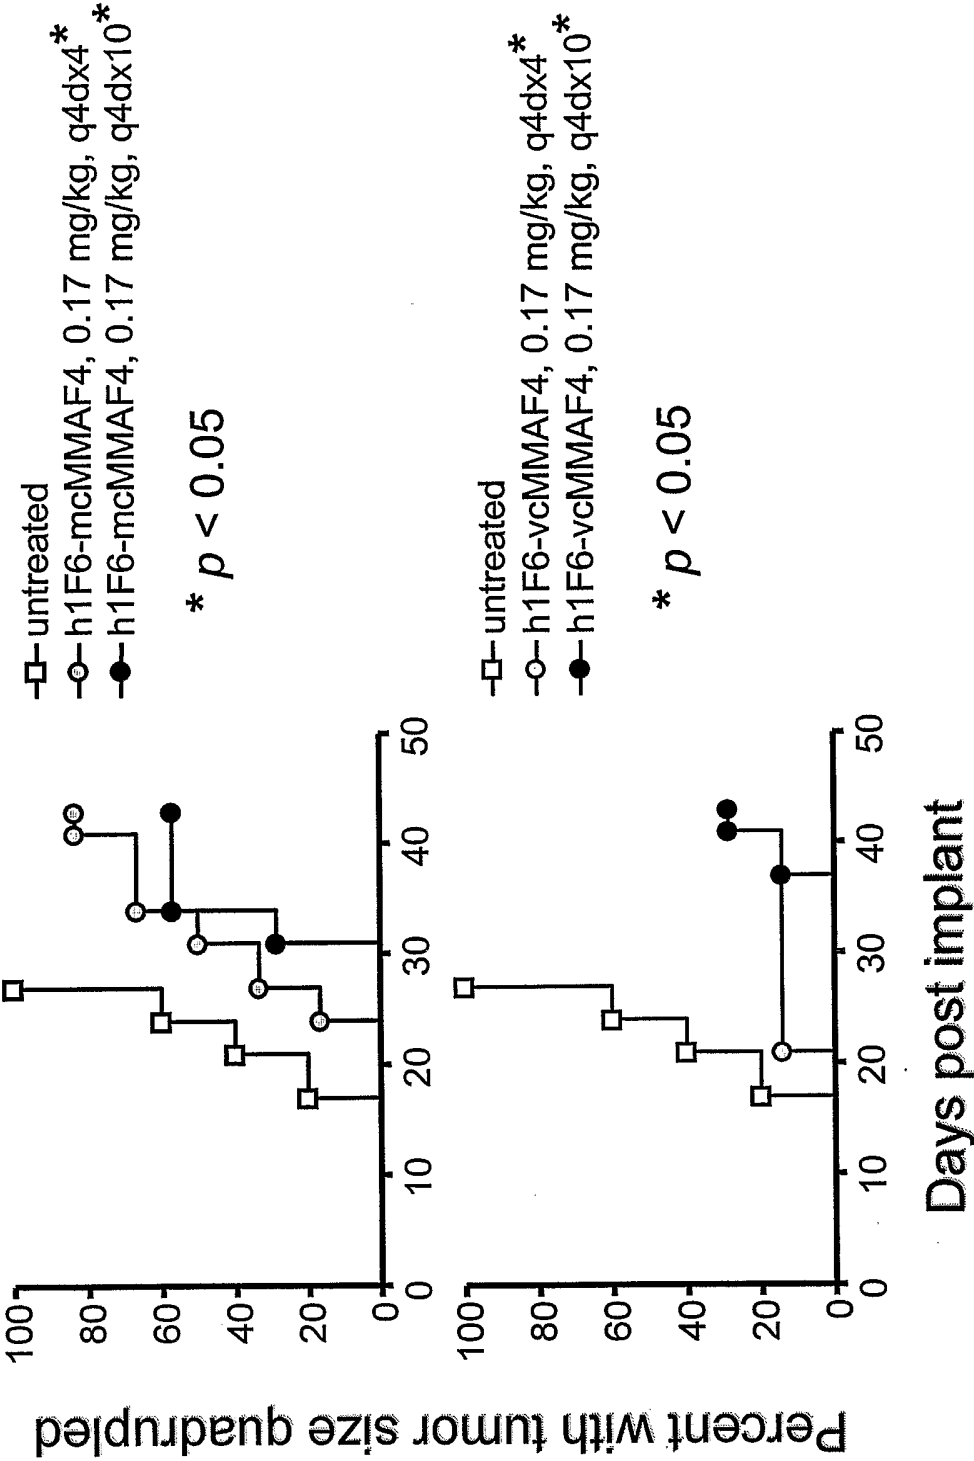 Percent with tumor size quadrupled
100
80
60
40
20
0
0
10
20
30
40
50
untreated
h1F6-mcMMAF4, 0.17 mg/kg, q4dx4*
h1F6-mcMMAF4, 0.17 mg/kg, q4dx10*
* p < 0.05
100
80
60
40
20
0
0
10
20
30
40
50
untreated
h1F6-vcMMAF4, 0.17 mg/kg, q4dx4*
h1F6-vcMMAF4, 0.17 mg/kg, q4dx10*
* p < 0.05
Days post implant